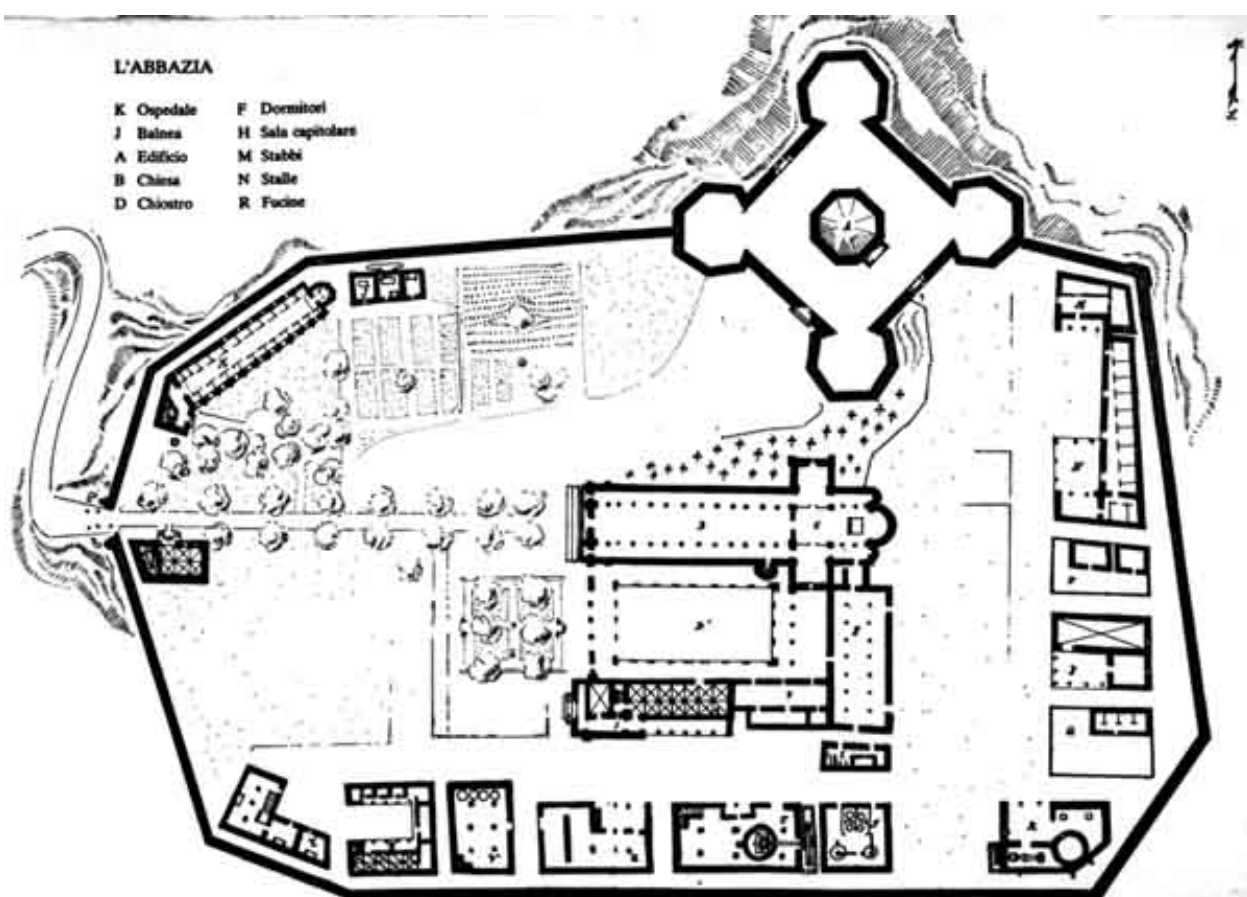 L'ABBAZIA
K Ospedale
J Balnea
A Edificio
B Chiesa
D Chiostro
F Dormitori
H Sala capitolare
M Stabbi
N Stalle
R Fucine
A
B
D
R